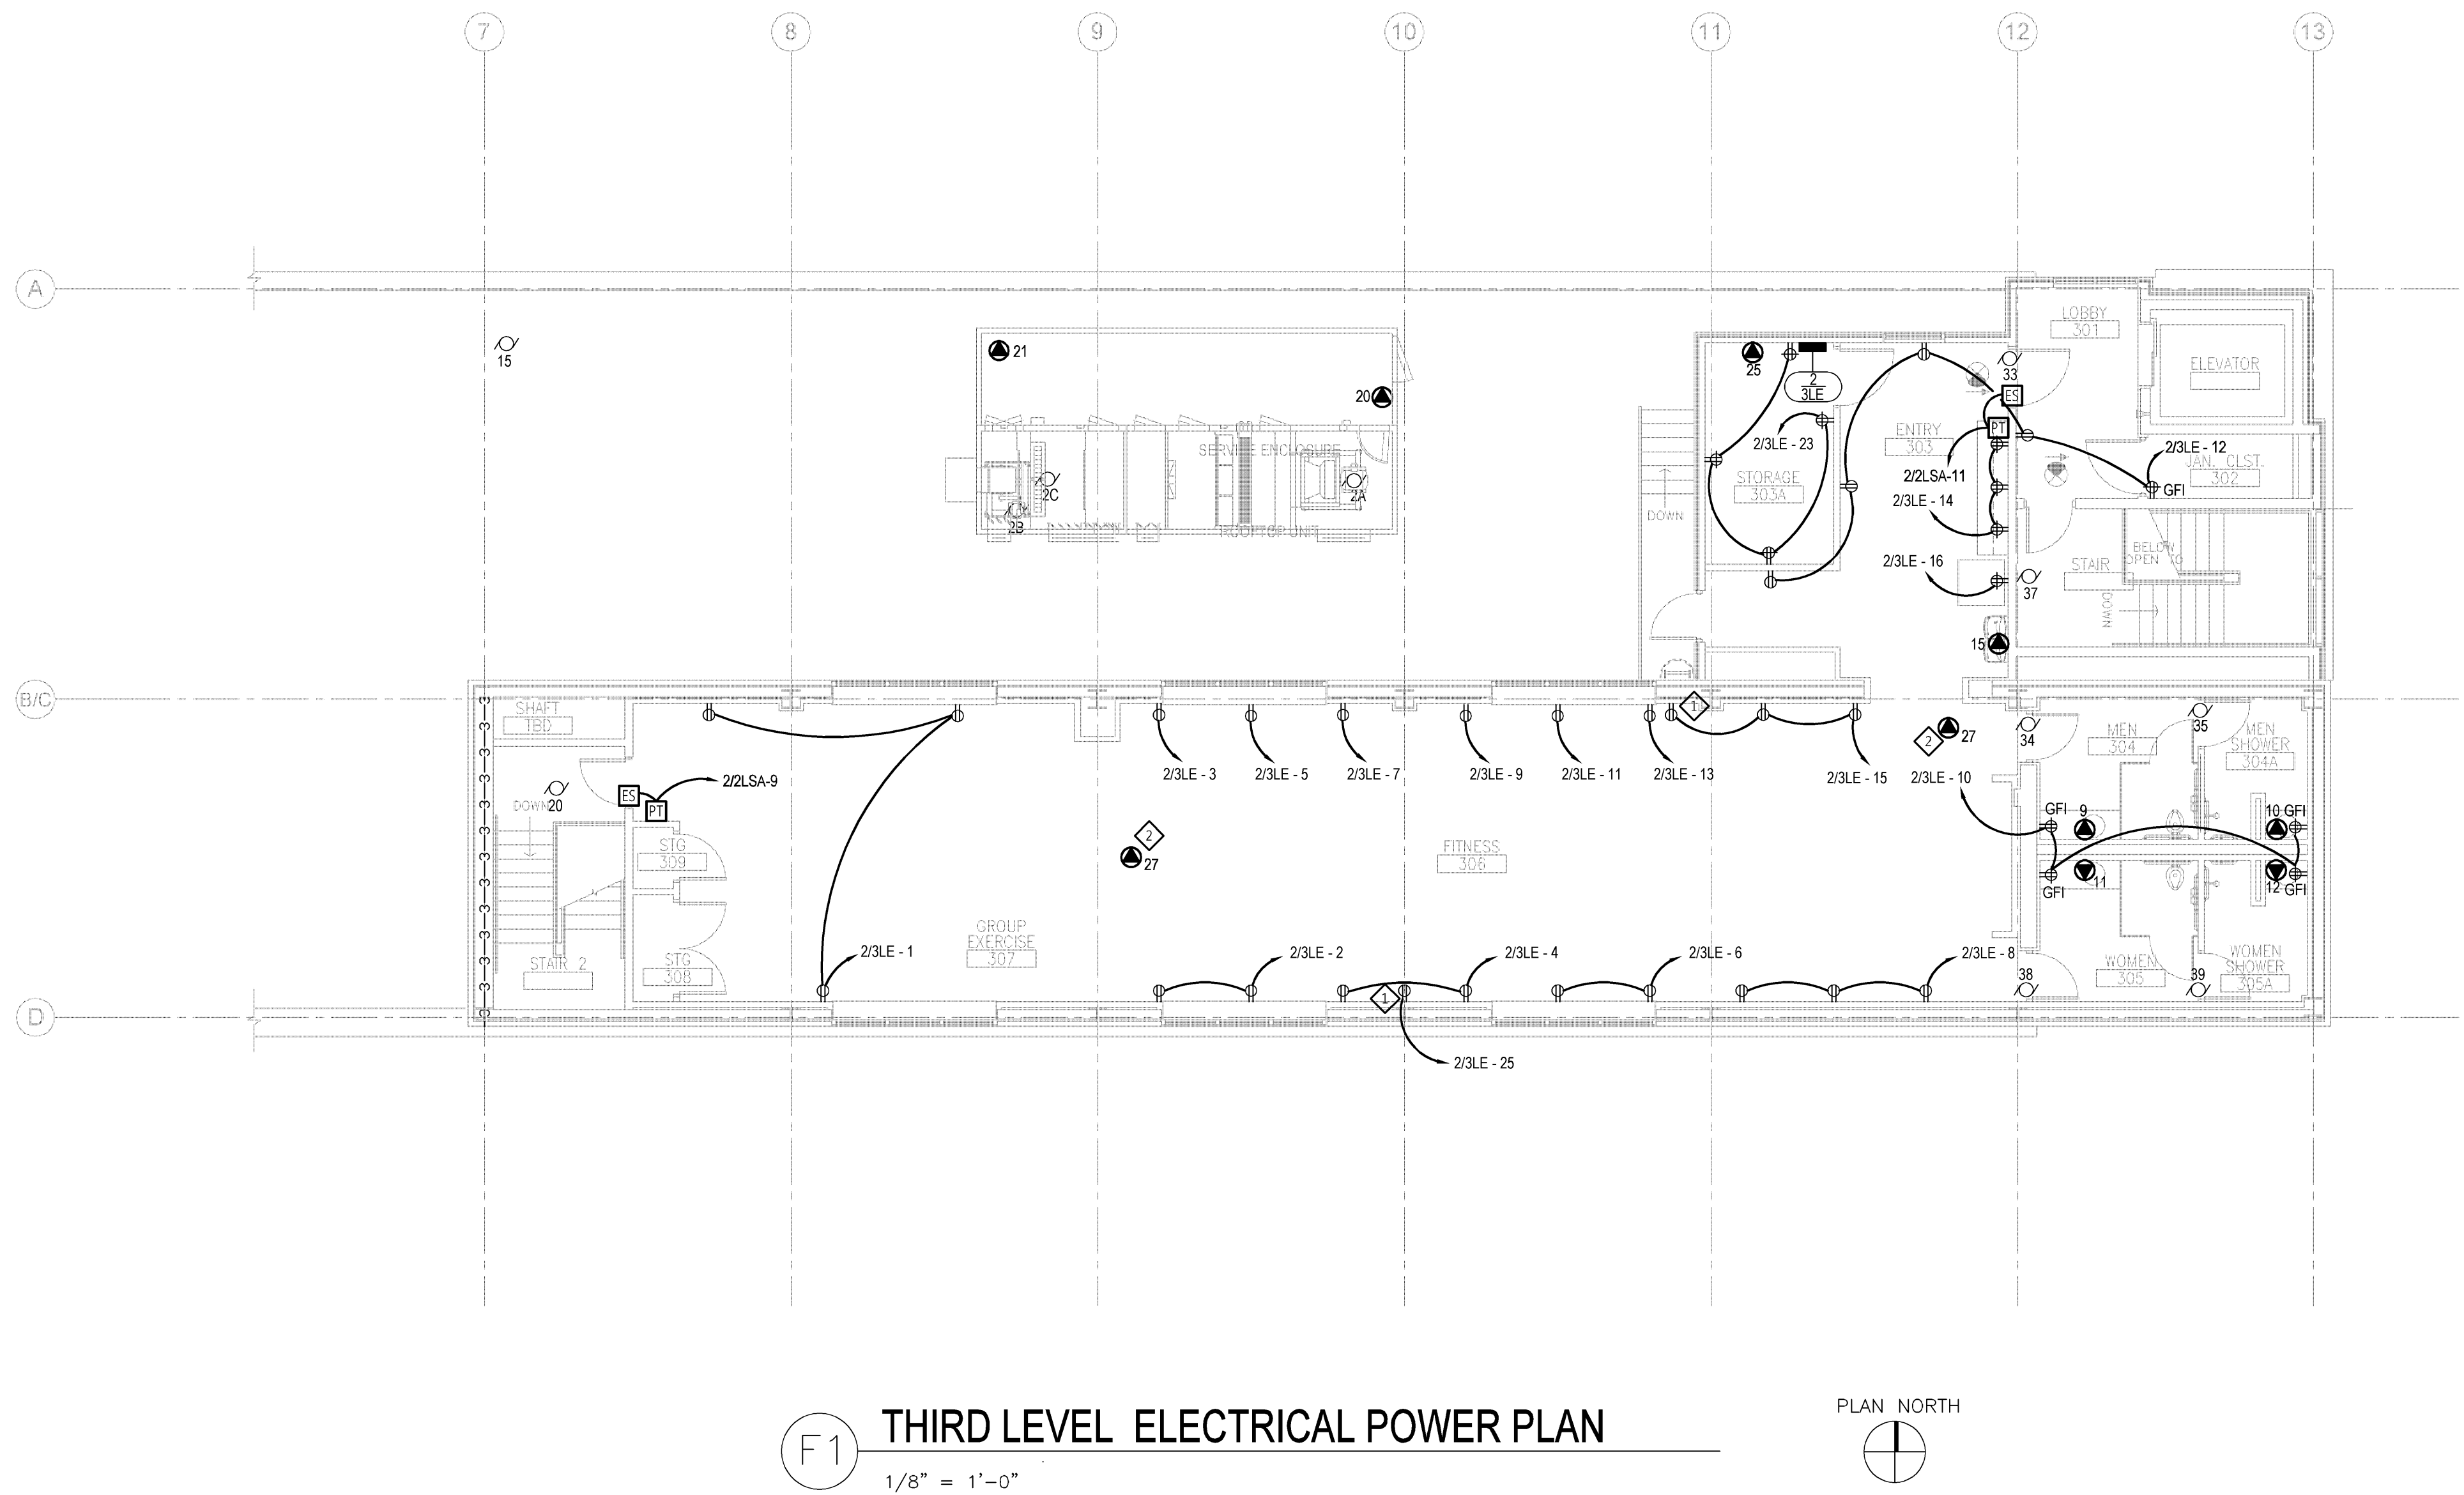 7
8
9
10
11
12
13
A
LOBBY
301
15
21
20
25
2
3LE
33
ES
ELEVATOR
PT
2/3LE - 23
ENTRY
303
2/3LE - 12
SERVICE ENCLOSURE
JAN. CLST.
302
GFI
STORAGE
303A
2/2LSA-11
2/3LE - 14
2C
2A
2B
DOWN
ROOFTOP UNIT
BELOW
OPEN TO
STAIR
2/3LE - 16
37
DOWN
15
B/C
SHAFT
TBD
1
2
27
34
35
MEN
304
MEN
SHOWER
304A
2/3LE - 3
2/3LE - 5
2/3LE - 7
2/3LE - 9
2/3LE - 11
2/3LE - 13
2/3LE - 15
2/3LE - 10
2/2LSA-9
ES
PT
DOWN
20
GFI
9
10 GFI
STG
309
2
27
FITNESS
306
11
GFI
12 GFI
GROUP
EXERCISE
307
2/3LE - 1
2/3LE - 2
2/3LE - 4
2/3LE - 6
2/3LE - 8
STAIR 2
STG
308
WOMEN
305
WOMEN
SHOWER
305A
38
39
1
D
2/3LE - 25
F1
THIRD LEVEL ELECTRICAL POWER PLAN
1/8" = 1'-0"
PLAN NORTH